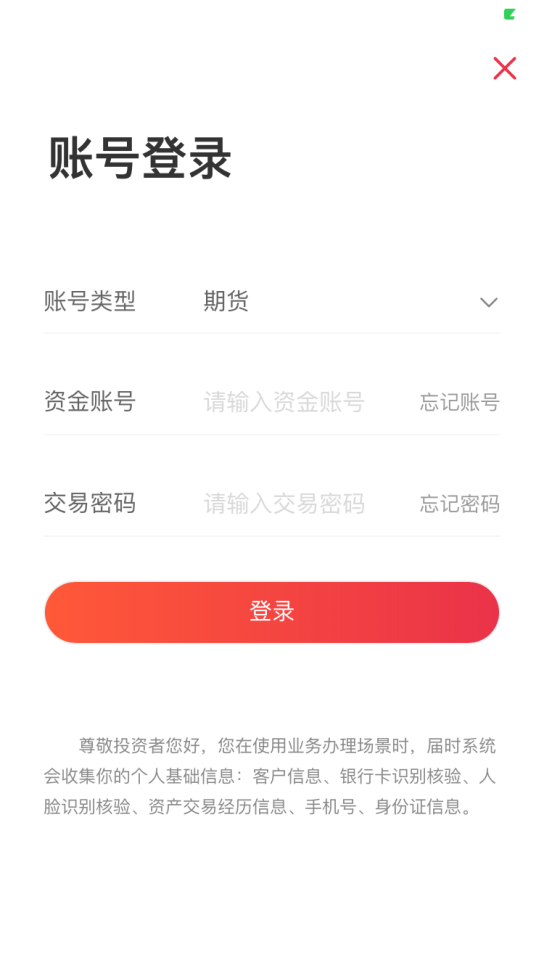 账号登录
账号类型 期货
资金账号 请输入资金账号 忘记账号
交易密码 请输入交易密码 忘记密码
登录
尊敬投资者您好，您在使用业务办理场景时，届时系统
会收集你的个人基础信息：客户信息、银行卡识别核验、人
脸识别核验、资产交易经历信息、手机号、身份证信息。